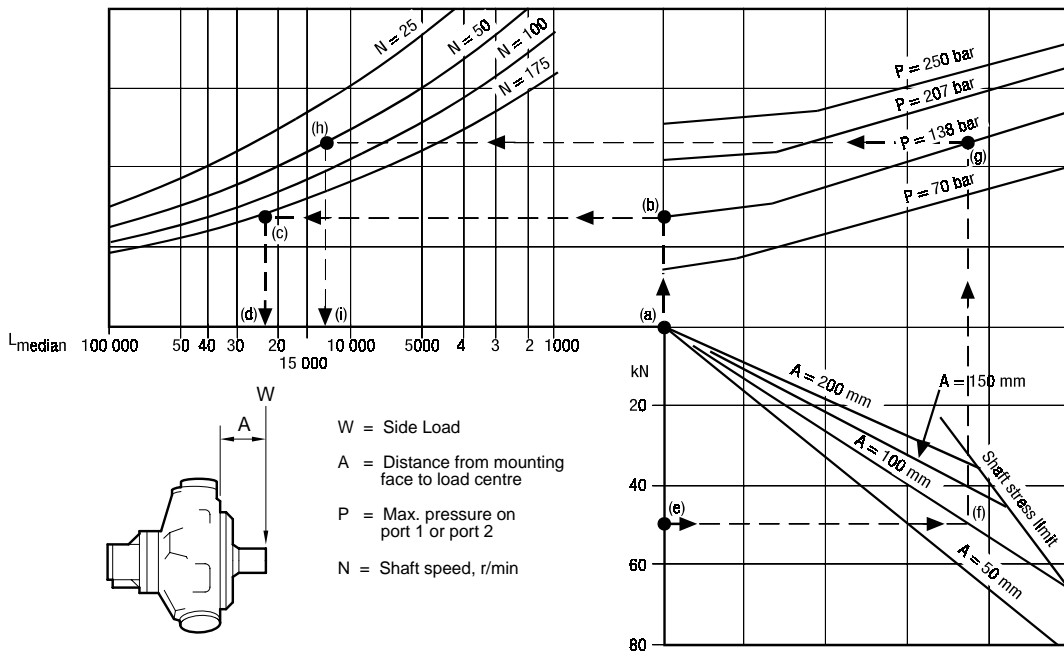 N = 25
N = 50
N = 100
N = 175
P = 250 bar
P = 207 bar
P = 138 bar
P = 70 bar
(h)
(g)
(b)
(c)
(d)
(i)
(a)
Lmedian 100 000 50 40 30 20 10 000 5000 4 3 2 1000
15 000
kN
20
40
60
80
A = 200 mm
A = 150 mm
A = 100 mm
A = 50 mm
Shaft stress limit
(e)
(f)
W
A
W = Side Load
A = Distance from mounting
face to load centre
P = Max. pressure on
port 1 or port 2
N = Shaft speed, r/min